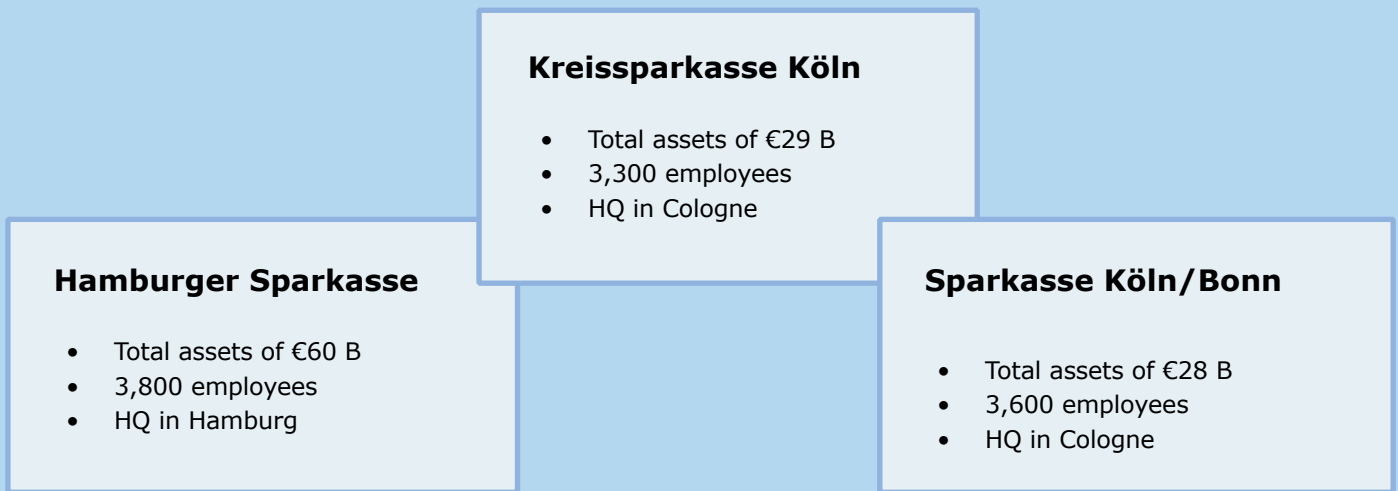 Kreissparkasse Köln
• Total assets of €29 B
• 3,300 employees
• HQ in Cologne
Hamburger Sparkasse
• Total assets of €60 B
• 3,800 employees
• HQ in Hamburg
Sparkasse Köln/Bonn
• Total assets of €28 B
• 3,600 employees
• HQ in Cologne